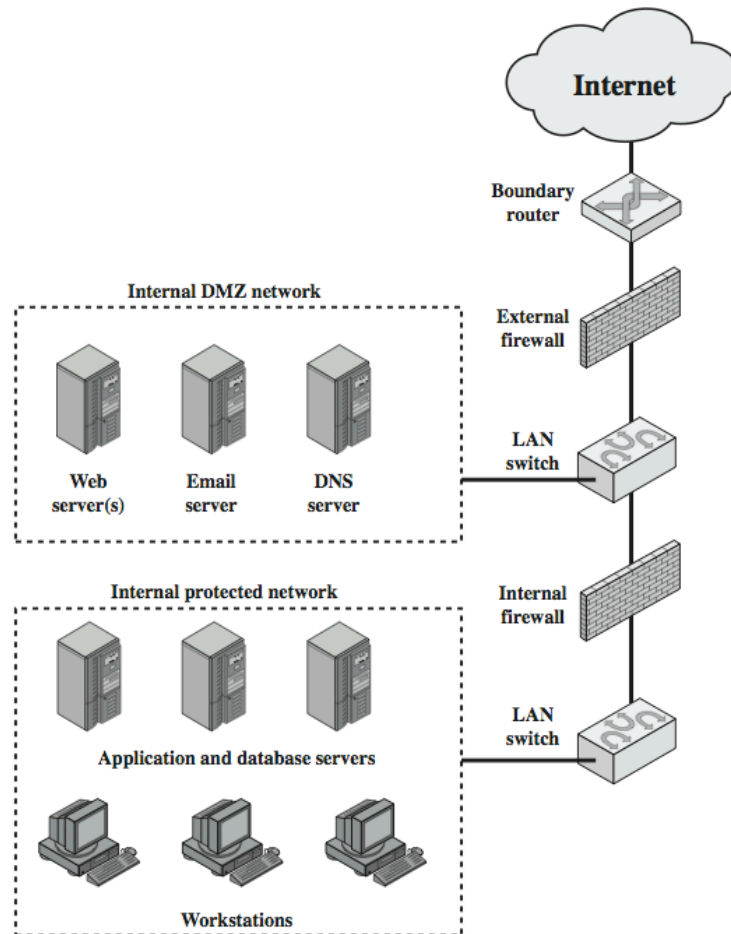 Internet
Boundary
router
Internal DMZ network
External
firewall
Web
server(s)
Email
server
DNS
server
LAN
switch
Internal protected network
Internal
firewall
Application and database servers
LAN
switch
Workstations